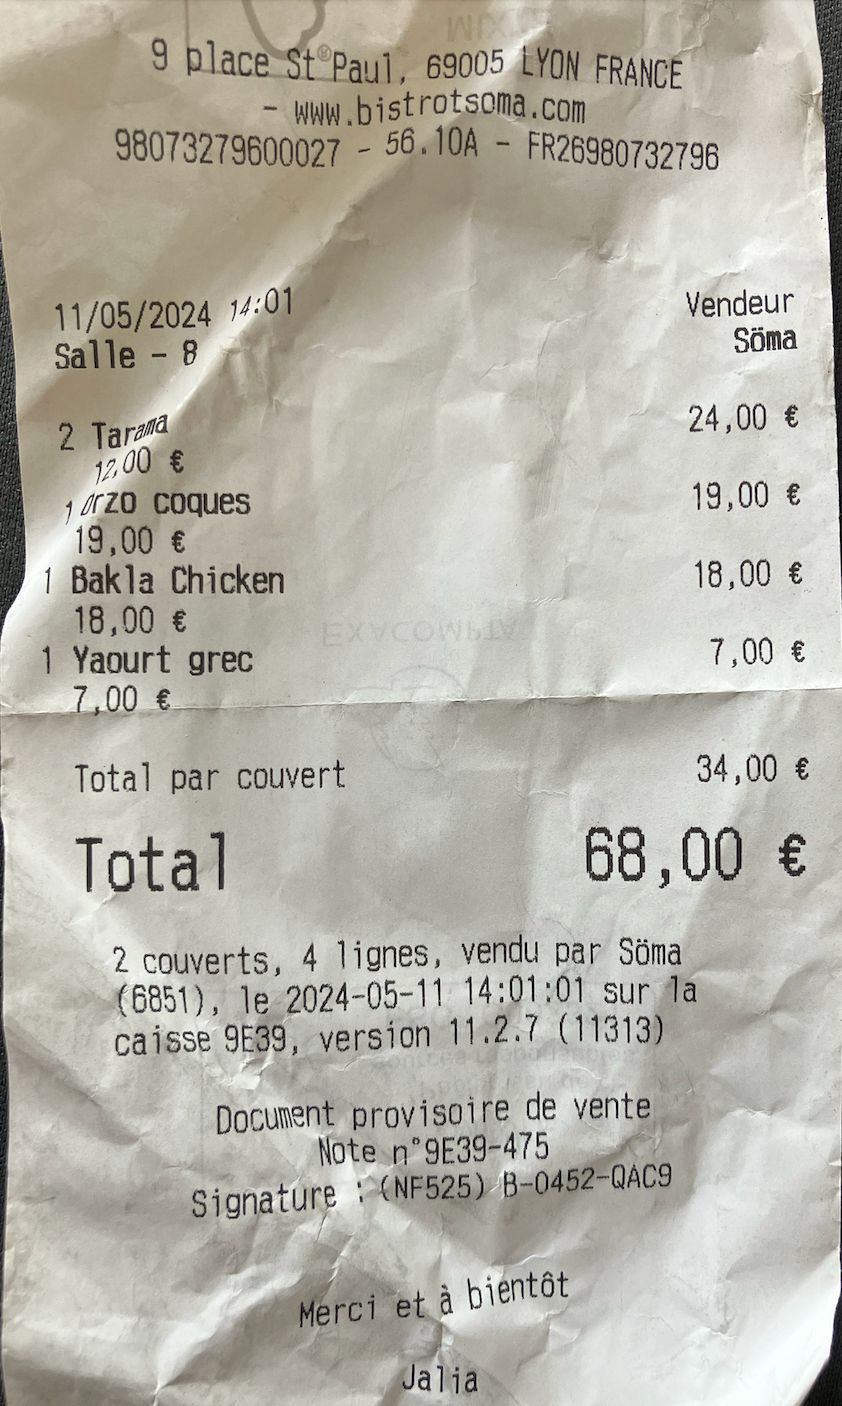 9 place St Paul, 69005 LYON FRANCE
- www.bistrotsoma.com
98073279600027 - 56.10A - FR26980732796
11/05/2024 14:01 Vendeur
Salle - 8 Söma
2 Tarama 24,00 €
12,00 €
1 Orzo coques 19,00 €
19,00 €
1 Bakla Chicken 18,00 €
18,00 €
1 Yaourt grec 7,00 €
7,00 €
Total par couvert 34,00 €
Total 68,00 €
2 couverts, 4 lignes, vendu par Söma
(6851), le 2024-05-11 14:01:01 sur la
caisse 9E39, version 11.2.7 (11313)
Document provisoire de vente
Note n°9E39-475
Signature : (NF525) B-0452-QAC9
Merci et à bientôt
Jalia
EXACOMPTA